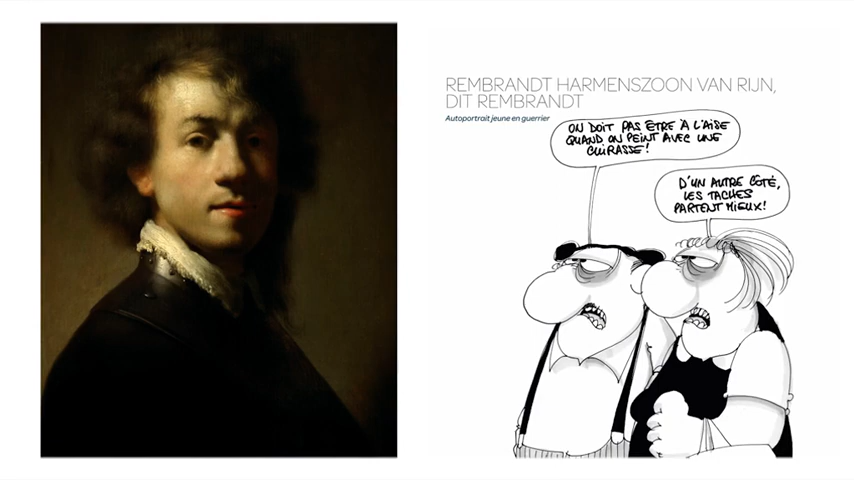 REMBRANDT HARMENSZOON VAN RIJN,
DIT REMBRANDT
Autoportrait jeune en guerrier
ON DOIT PAS ÊTRE À L'AISE
QUAND ON PEINT AVEC UNE
CUIRASSE!
D'UN AUTRE CÔTÉ,
LES TACHES
PARTENT MIEUX!